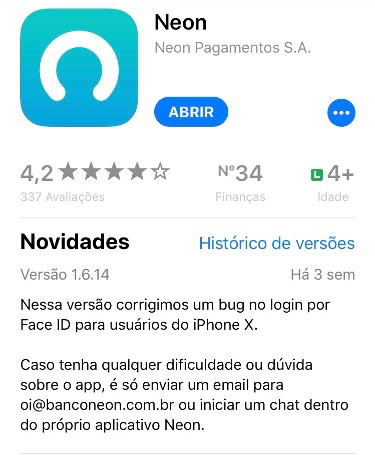 Neon
Neon Pagamentos S.A.
ABRIR
4,2 ★★★★☆
Nº34
L 4+
337 Avaliações
Finanças
Idade
Novidades
Histórico de versões
Versão 1.6.14
Há 3 sem
Nessa versão corrigimos um bug no login por
Face ID para usuários do iPhone X.
Caso tenha qualquer dificuldade ou dúvida
sobre o app, é só enviar um email para
oi@banconeon.com.br ou iniciar um chat dentro
do próprio aplicativo Neon.